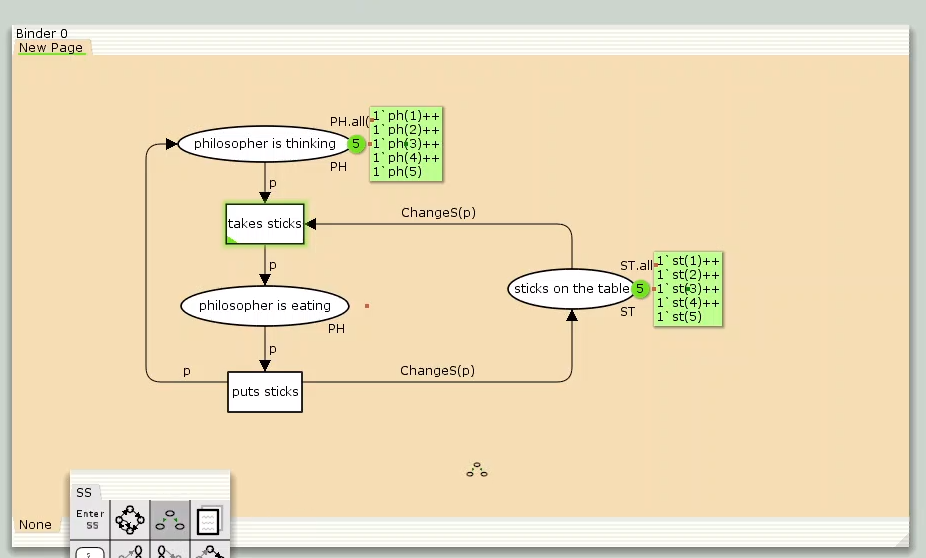 Binder 0
New Page
PH.all(
1`ph(1)++
1`ph(2)++
philosopher is thinking
5
1`ph(3)++
1`ph(4)++
PH
1`ph(5)
p
takes sticks
ChangeS(p)
p
ST.all
1`st(1)++
1`st(2)++
sticks on the table
5
1`st(3)++
1`st(4)++
ST
1`st(5)
philosopher is eating
PH
p
p
ChangeS(p)
puts sticks
SS
Enter
SS
None